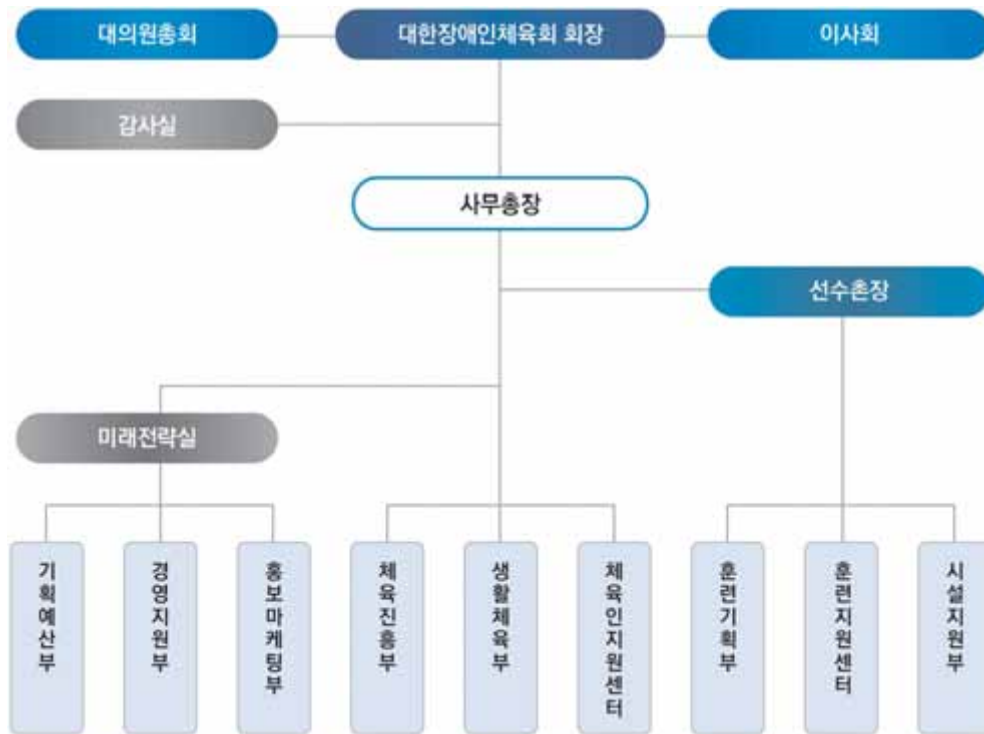 대의원총회
대한장애인체육회 회장
이사회
감사실
사무총장
선수촌장
미래전략실
기획예산부
경영지원부
홍보마케팅부
체육진흥부
생활체육부
체육인지원센터
훈련기획부
훈련지원센터
시설지원부